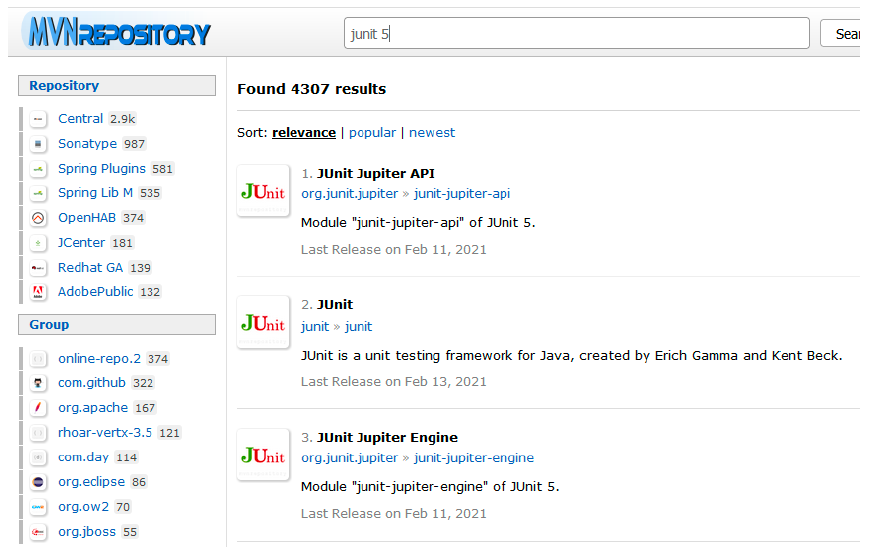 MVNREPOSITORY
junit 5
Sear
Repository
Central 2.9k
Sonatype 987
Spring Plugins 581
Spring Lib M 535
OpenHAB 374
JCenter 181
Redhat GA 139
AdobePublic 132
Group
online-repo.2 374
com.github 322
org.apache 167
rhoar-vertx-3.5 121
com.day 114
org.eclipse 86
org.ow2 70
org.jboss 55
Found 4307 results
Sort: relevance | popular | newest
JUnit
1. JUnit Jupiter API
org.junit.jupiter » junit-jupiter-api
Module "junit-jupiter-api" of JUnit 5.
Last Release on Feb 11, 2021
JUnit
2. JUnit
junit » junit
JUnit is a unit testing framework for Java, created by Erich Gamma and Kent Beck.
Last Release on Feb 13, 2021
JUnit
3. JUnit Jupiter Engine
org.junit.jupiter » junit-jupiter-engine
Module "junit-jupiter-engine" of JUnit 5.
Last Release on Feb 11, 2021